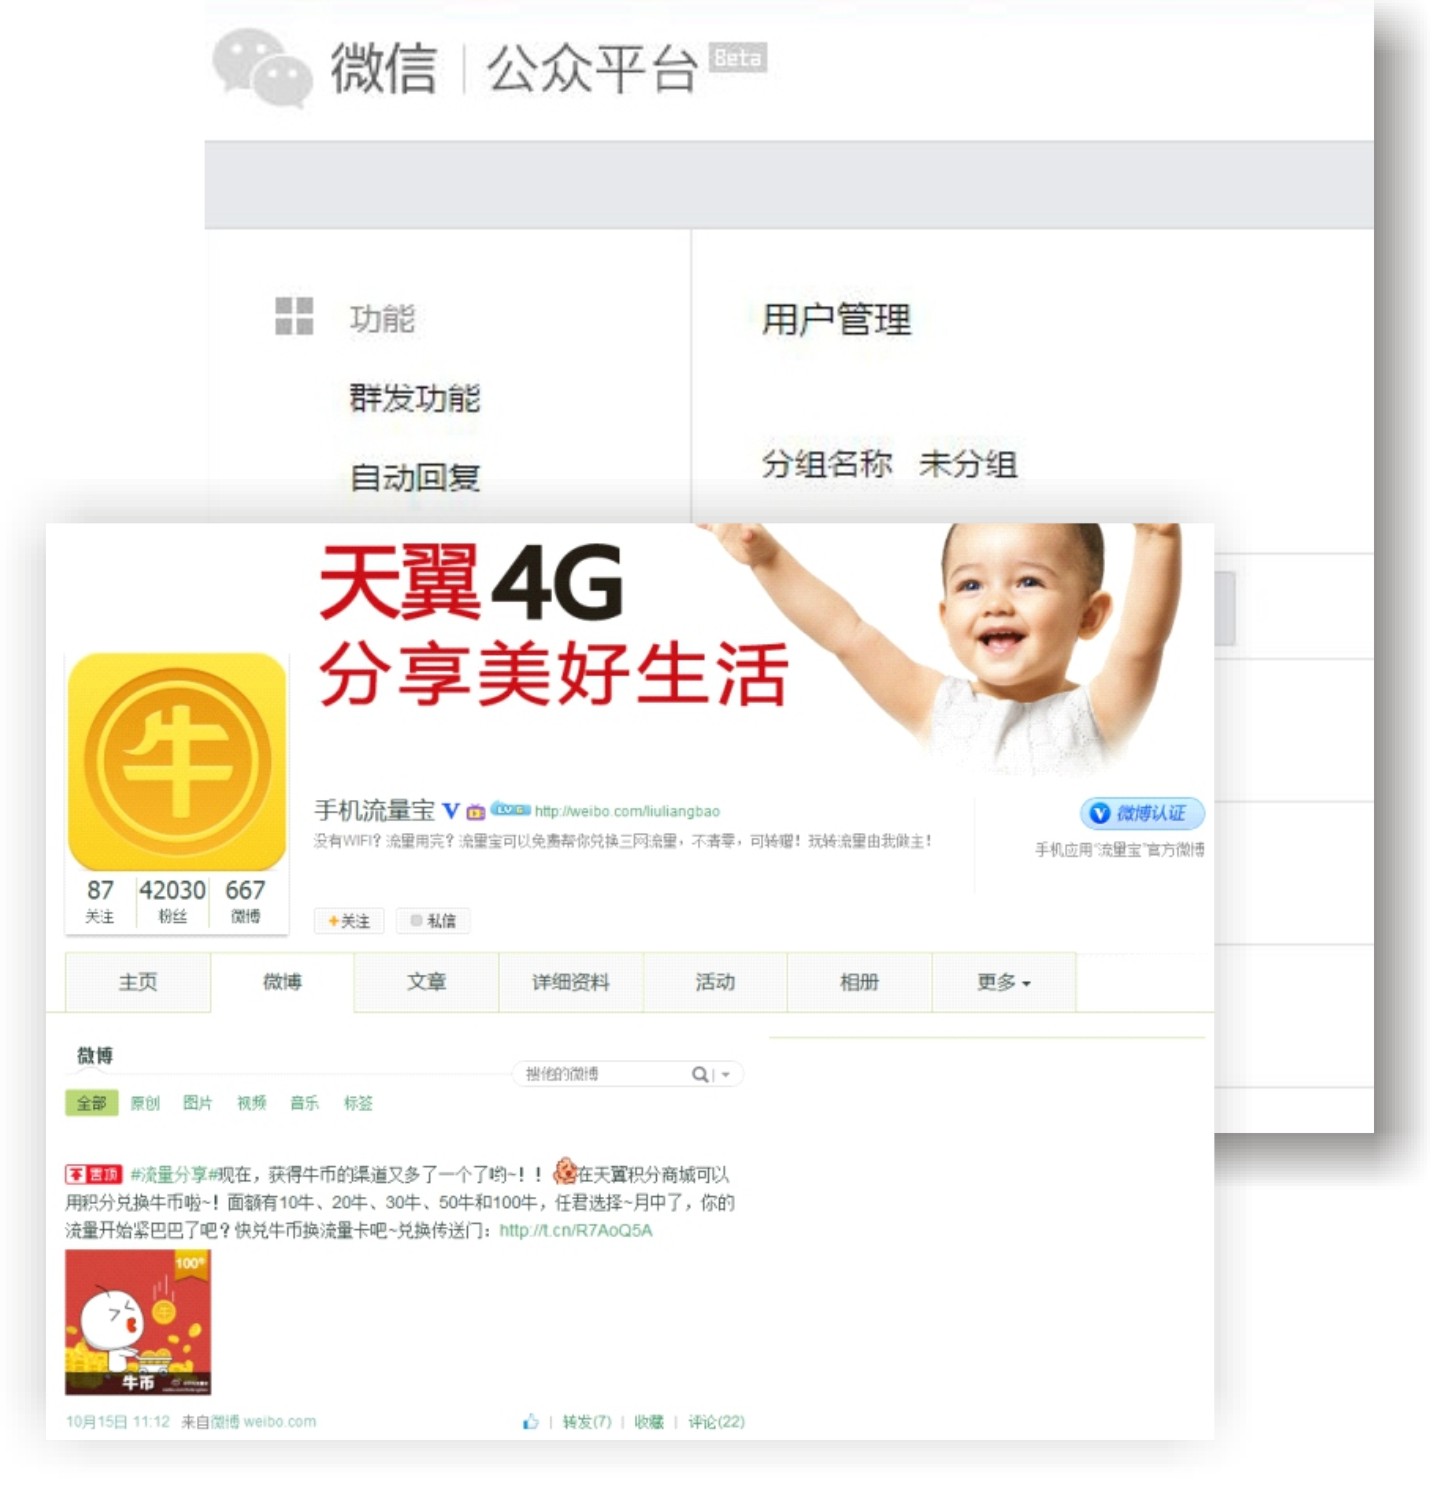 微信 | 公众平台 Beta
功能
用户管理
群发功能
分组名称 未分组
自动回复
天翼4G
分享美好生活
牛
手机流量宝 V LV.6 http://weibo.com/liuliangbao
微博认证
没有WIFI？流量用完？流量宝可以免费帮你兑换三网流量，不清零，可转赠！玩转流量由我做主！
手机应用“流量宝”官方微博
87 42030 667
关注 粉丝 微博
+关注 私信
主页 微博 文章 详细资料 活动 相册 更多
微博
搜他的微博
全部 原创 图片 视频 音乐 标签
置顶 #流量分享#现在，获得牛币的渠道又多了一个了哟~！！在天翼积分商城可以
用积分兑换牛币啦~！面额有10牛、20牛、30牛、50牛和100牛，任君选择~月中了，你的
流量开始紧巴巴了吧？快兑牛币换流量卡吧~兑换传送门：http://t.cn/R7AoQ5A
100牛
牛
牛币
10月15日 11:12 来自微博 weibo.com
| 转发(7) | 收藏 | 评论(22)